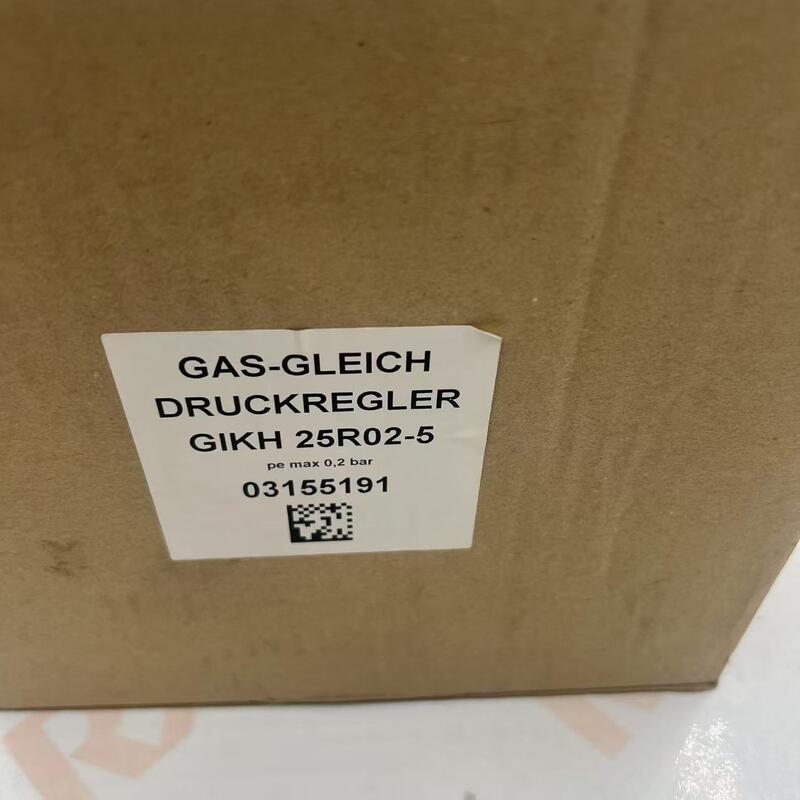 GAS-GLEICH
DRUCKREGLER
GIKH 25R02-5
pe max 0,2 bar
03155191